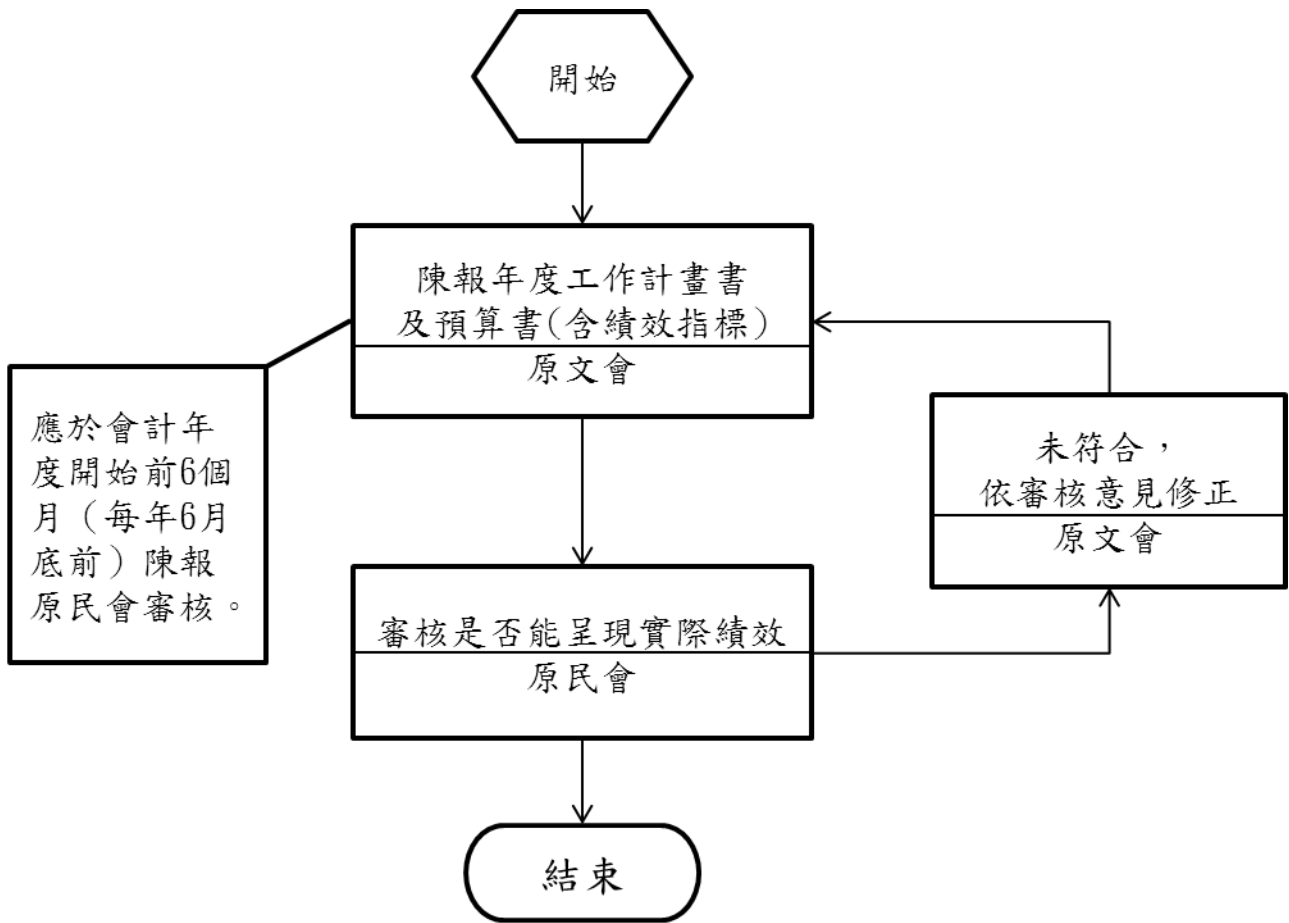 開始
陳報年度工作計畫書
及預算書(含績效指標)
原文會
應於會計年
度開始前6個
月（每年6月
底前）陳報
原民會審核。
未符合，
依審核意見修正
原文會
審核是否能呈現實際績效
原民會
結束